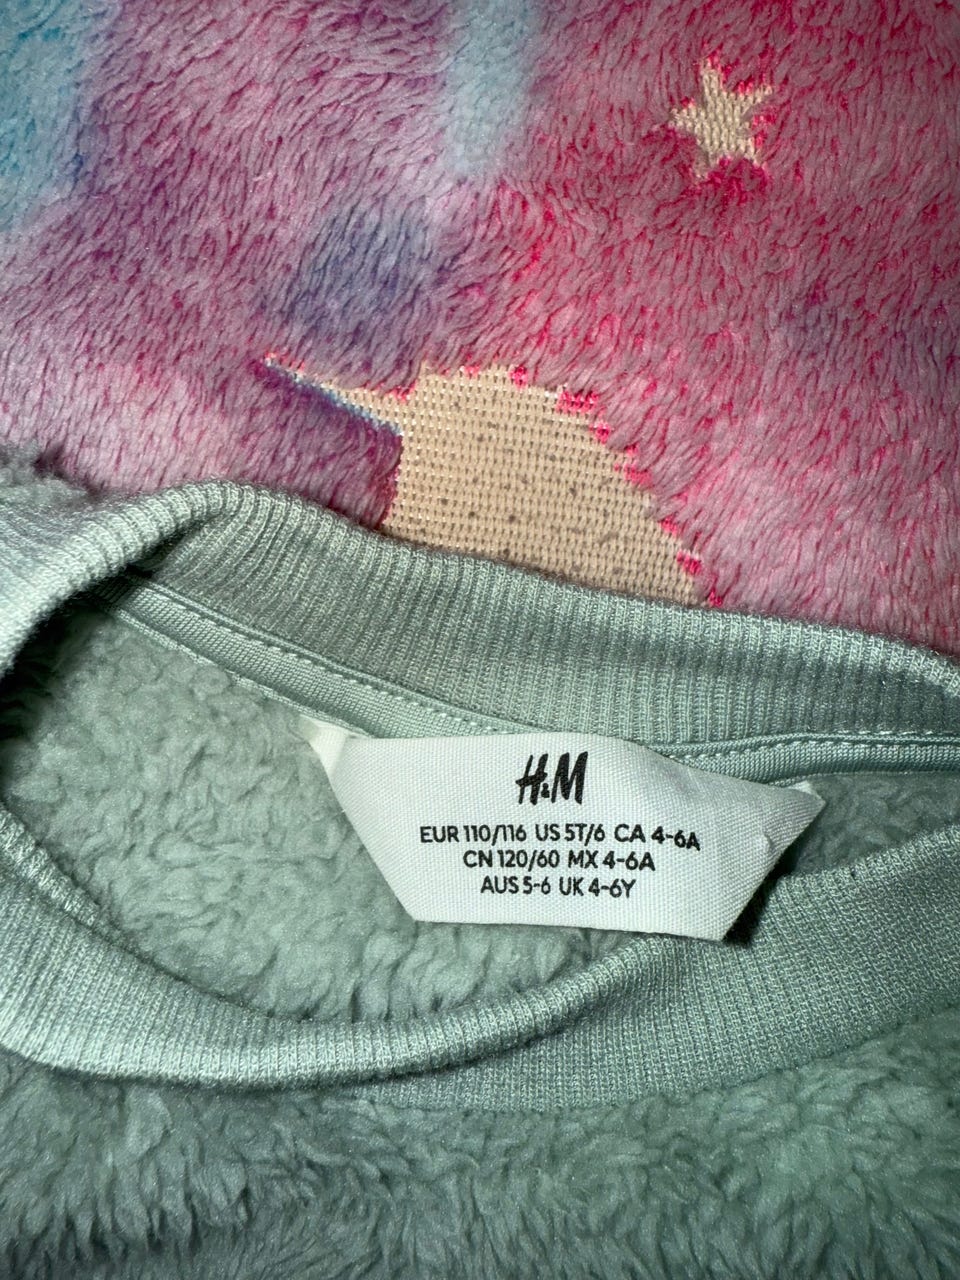 H&M
EUR 110/116 US 5T/6 CA 4-6A
CN 120/60 MX 4-6A
AUS 5-6 UK 4-6Y